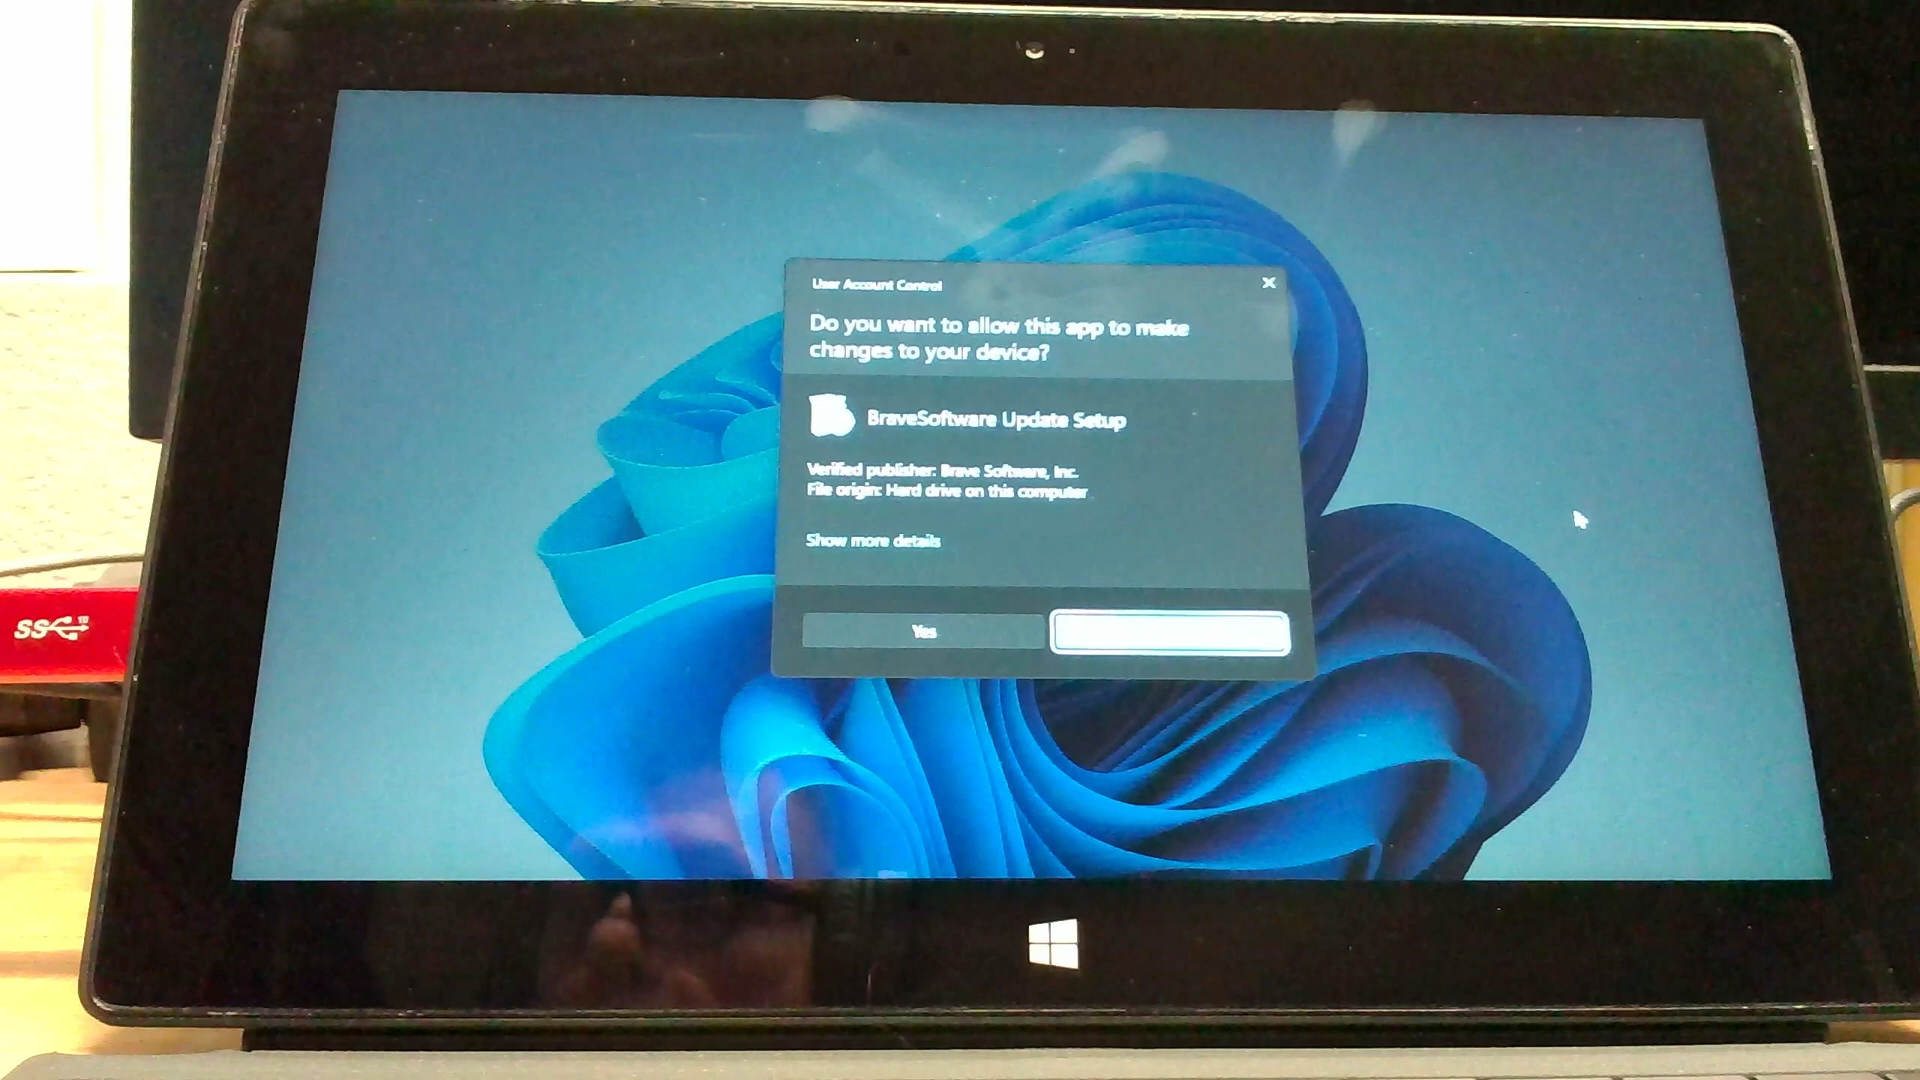 User Account Control
Do you want to allow this app to make
changes to your device?
BraveSoftware Update Setup
Verified publisher: Brave Software, Inc.
File origin: Hard drive on this computer
Show more details
Yes
SS
10